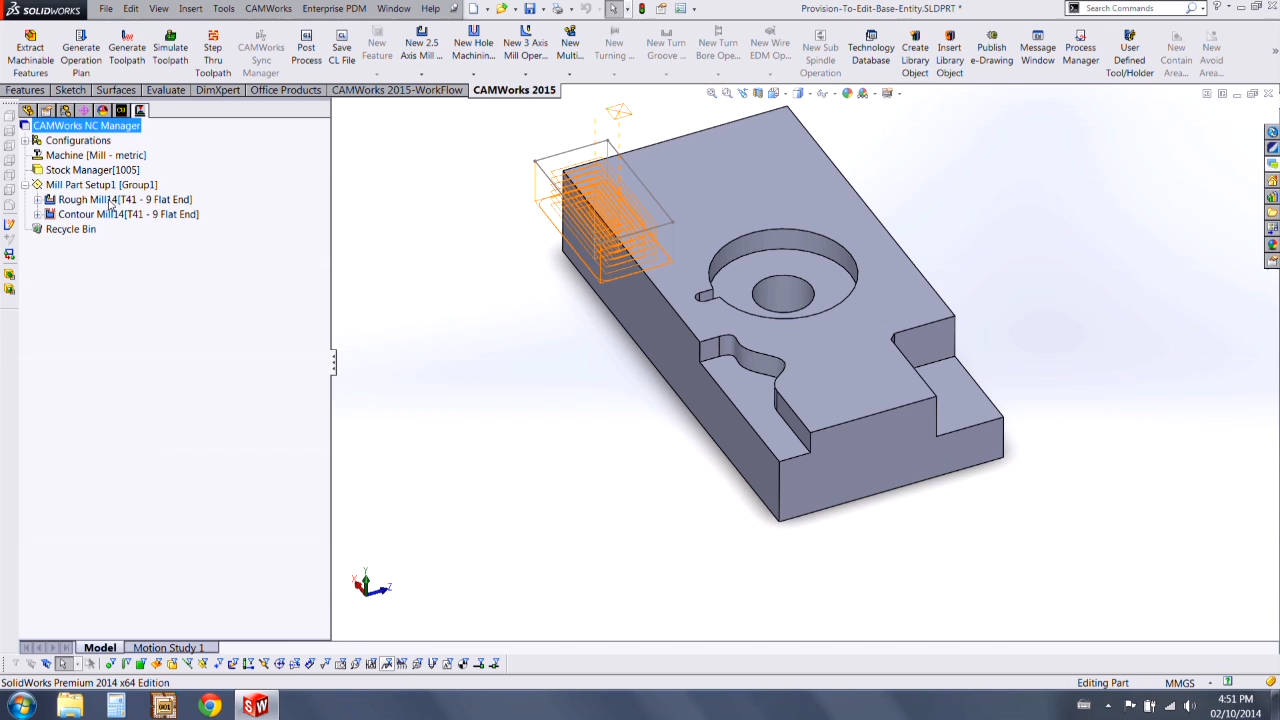 SOLIDWORKS File Edit View Insert Tools CAMWorks Enterprise PDM Window Help Provision-To-Edit-Base-Entity.SLDPRT * Search Commands
Extract Machinable Features
Generate Operation Plan
Generate Toolpath
Simulate Toolpath
Step Thru Toolpath
CAMWorks Sync Manager
Post Process
Save CL File
New Feature
New 2.5 Axis Mill ...
New Hole Machinin...
New 3 Axis Mill Oper...
New Multi...
New Turning ...
New Turn Groove ...
New Turn Bore Ope...
New Wire EDM Op...
New Sub Spindle Operation
Technology Database
Create Library Object
Insert Library Object
Publish e-Drawing
Message Window
Process Manager
User Defined Tool/Holder
New Contain Area...
New Avoid Area...
Features Sketch Surfaces Evaluate DimXpert Office Products CAMWorks 2015-WorkFlow CAMWorks 2015
CAMWorks NC Manager
Configurations
Machine [Mill - metric]
Stock Manager[1005]
Mill Part Setup1 [Group1]
Rough Mill14[T41 - 9 Flat End]
Contour Mill14[T41 - 9 Flat End]
Recycle Bin
Y
X
Z
Model Motion Study 1
SolidWorks Premium 2014 x64 Edition Editing Part MMGS
4:51 PM
02/10/2014